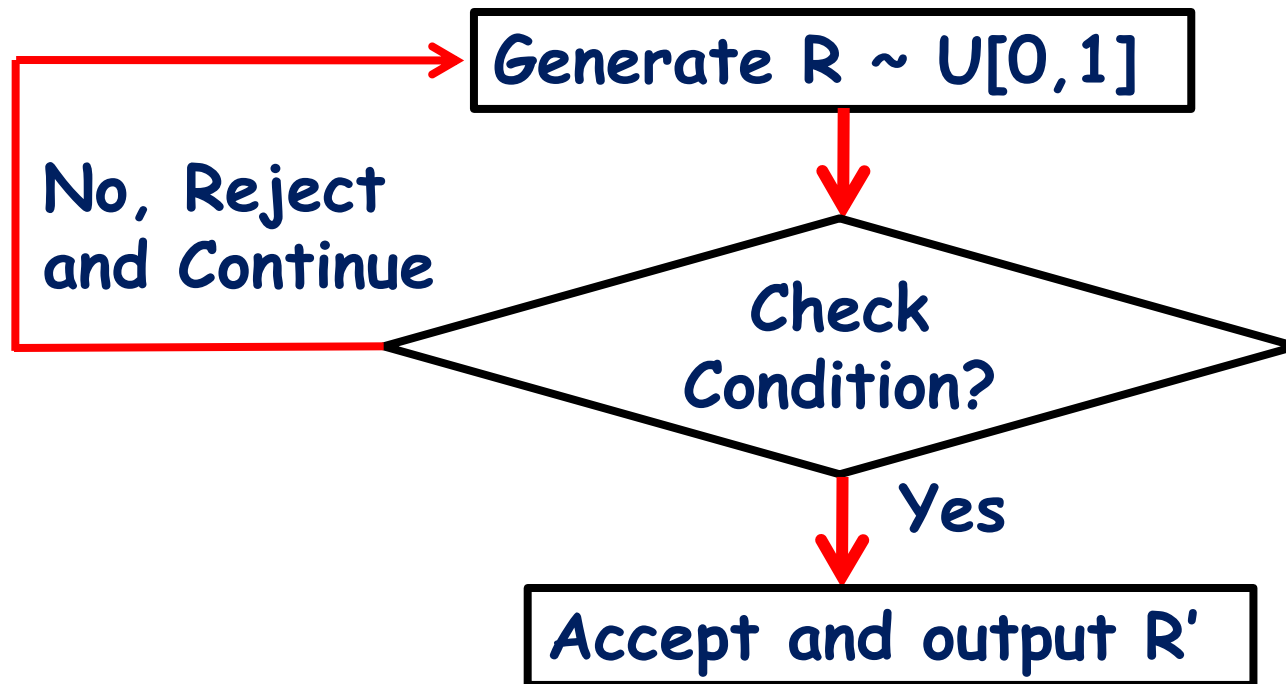 Generate R ~ U[0,1]
No, Reject
and Continue
Check
Condition?
Yes
Accept and output R’